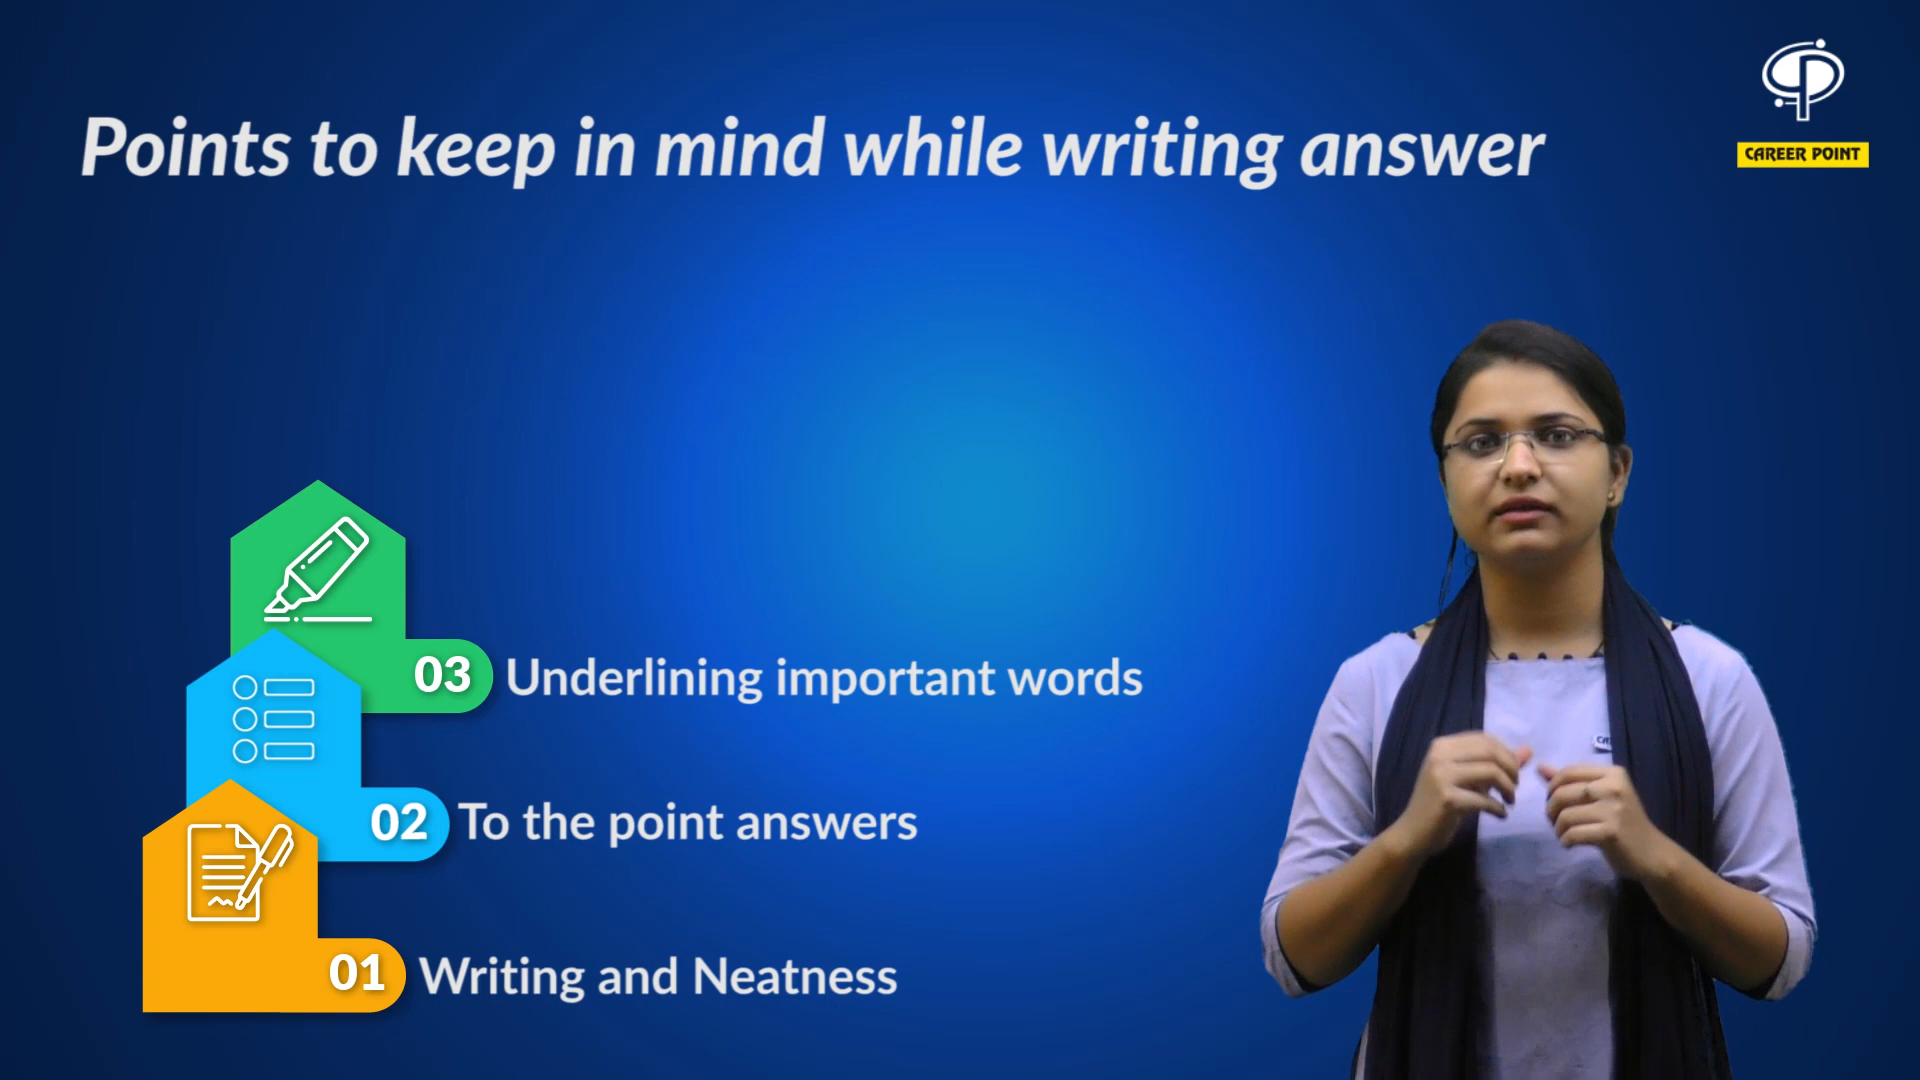 Points to keep in mind while writing answer
CAREER POINT
03 Underlining important words
02 To the point answers
01 Writing and Neatness